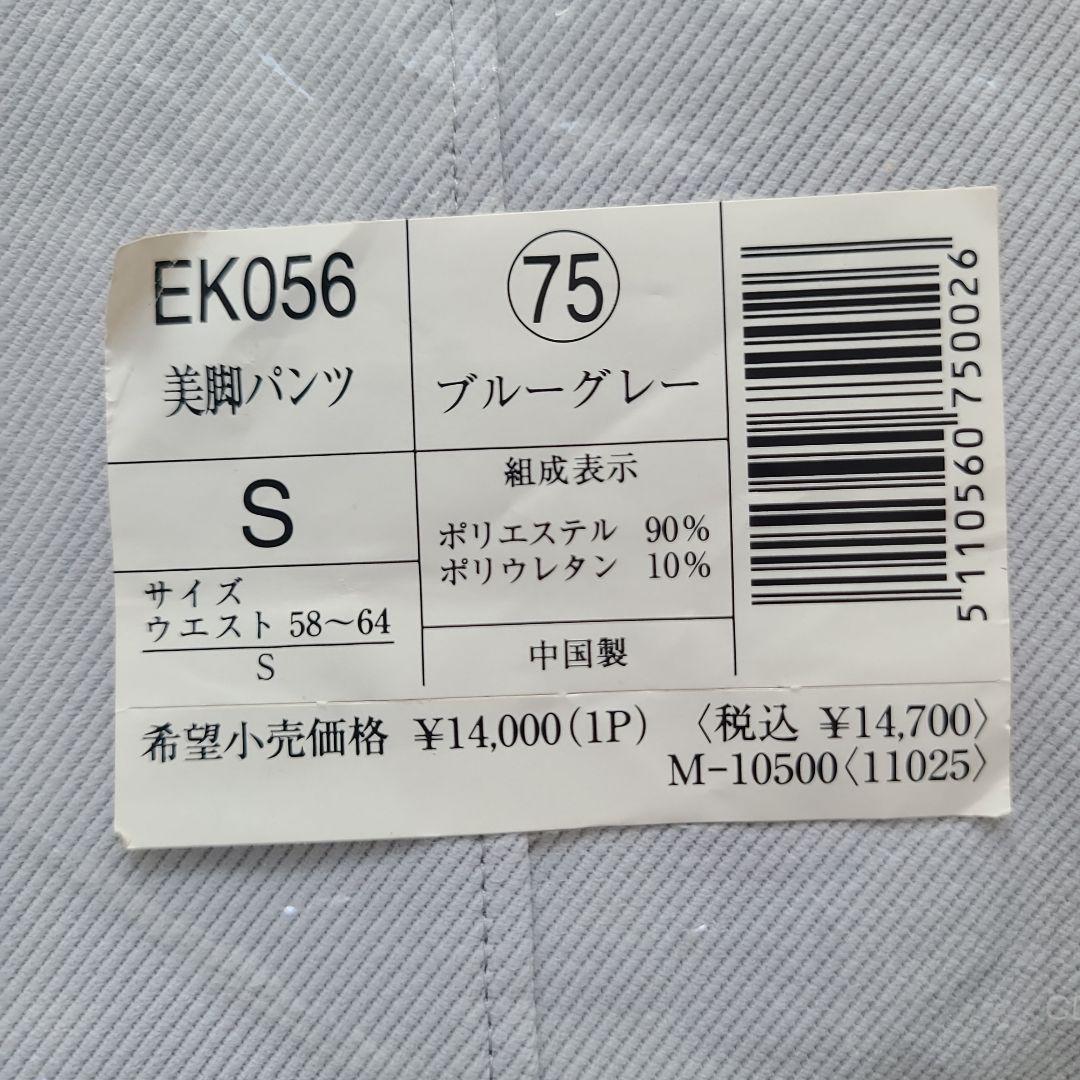 EK056
美脚パンツ
75
ブルーグレー
S
サイズ
ウエスト 58～64
S
組成表示
ポリエステル 90%
ポリウレタン 10%
中国製
5110560750026
希望小売価格 ¥14,000(1P) 〈税込 ¥14,700〉
M-10500〈11025〉